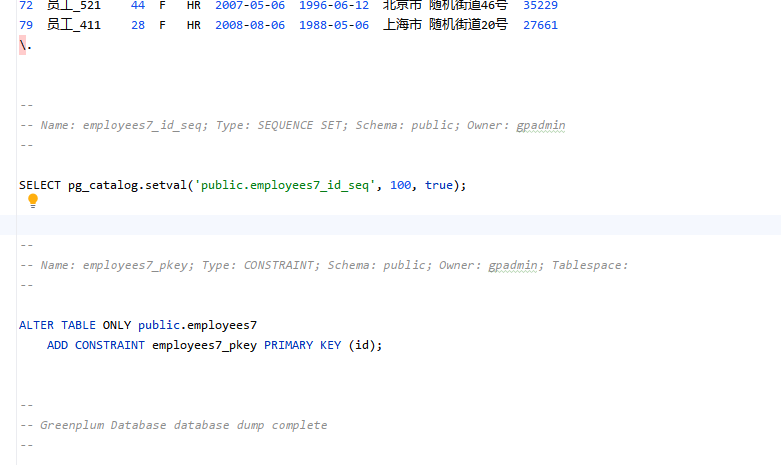 72 员工_521 44 F HR 2007-05-06 1996-06-12 北京市 随机街道46号 35229
79 员工_411 28 F HR 2008-08-06 1988-05-06 上海市 随机街道20号 27661
\.
--
-- Name: employees7_id_seq; Type: SEQUENCE SET; Schema: public; Owner: gpadmin
--
SELECT pg_catalog.setval('public.employees7_id_seq', 100, true);
--
-- Name: employees7_pkey; Type: CONSTRAINT; Schema: public; Owner: gpadmin; Tablespace:
--
ALTER TABLE ONLY public.employees7
    ADD CONSTRAINT employees7_pkey PRIMARY KEY (id);
--
-- Greenplum Database database dump complete
--